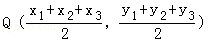 Q (x₁+x₂+x₃/2, y₁+y₂+y₃/2)